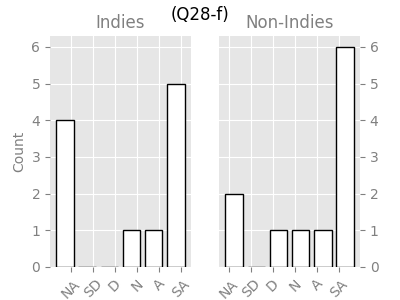 (Q28-f)
Indies Non-Indies
6 6
5 5
4 4
3 3
2 2
1 1
0 0
Count
NA SD D N A SA NA SD D N A SA